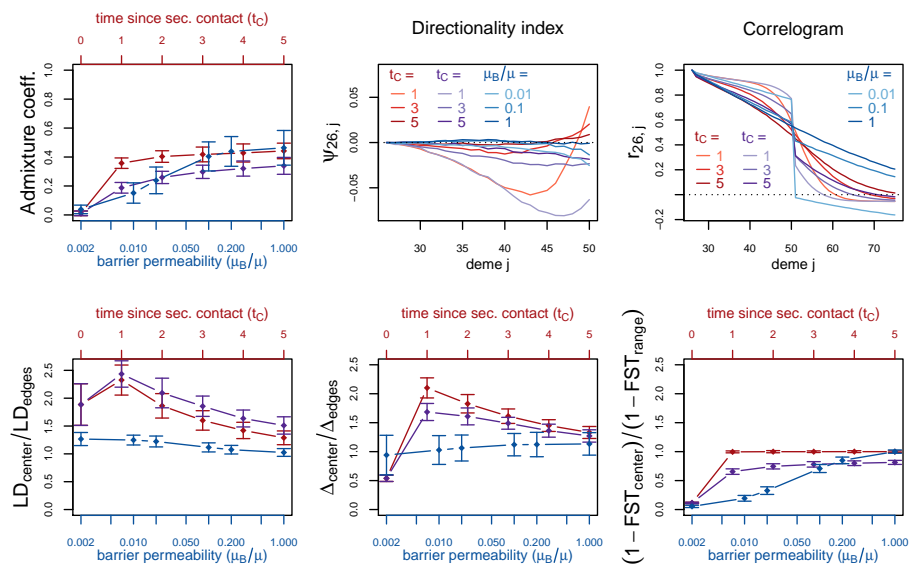 time since sec. contact (tC)
0 1 2 3 4 5
Admixture coeff.
0.0 0.2 0.4 0.6 0.8 1.0
0.002 0.010 0.050 0.200 1.000
barrier permeability (μB/μ)
Directionality index
tC = tC = μB/μ =
1 1 0.01
3 3 0.1
5 5 1
Ψ26, j
−0.05 0.00 0.05
30 35 40 45 50
deme j
Correlogram
μB/μ =
0.01
0.1
1
tC = tC =
1 1
3 3
5 5
r26, j
−0.2 0.2 0.4 0.6 0.8 1.0
30 40 50 60 70
deme j
time since sec. contact (tC)
0 1 2 3 4 5
LDcenter/LDedges
0.0 0.5 1.0 1.5 2.0 2.5
0.002 0.010 0.050 0.200 1.000
barrier permeability (μB/μ)
time since sec. contact (tC)
0 1 2 3 4 5
Δcenter/Δedges
0.0 0.5 1.0 1.5 2.0 2.5
0.002 0.010 0.050 0.200 1.000
barrier permeability (μB/μ)
time since sec. contact (tC)
0 1 2 3 4 5
(1 − FSTcenter)/(1 − FSTrange)
0.0 0.5 1.0 1.5 2.0 2.5
0.002 0.010 0.050 0.200 1.000
barrier permeability (μB/μ)